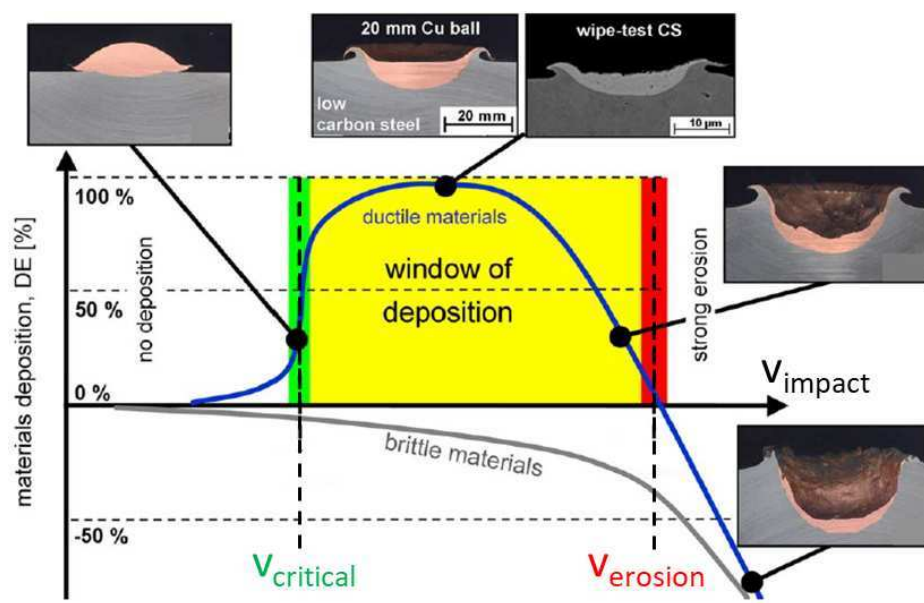 20 mm Cu ball
wipe-test CS
low
carbon steel
20 mm
10 µm
materials deposition, DE [%]
100 %
50 %
0 %
-50 %
no deposition
ductile materials
window of
deposition
strong erosion
Vimpact
brittle materials
Vcritical
Verosion